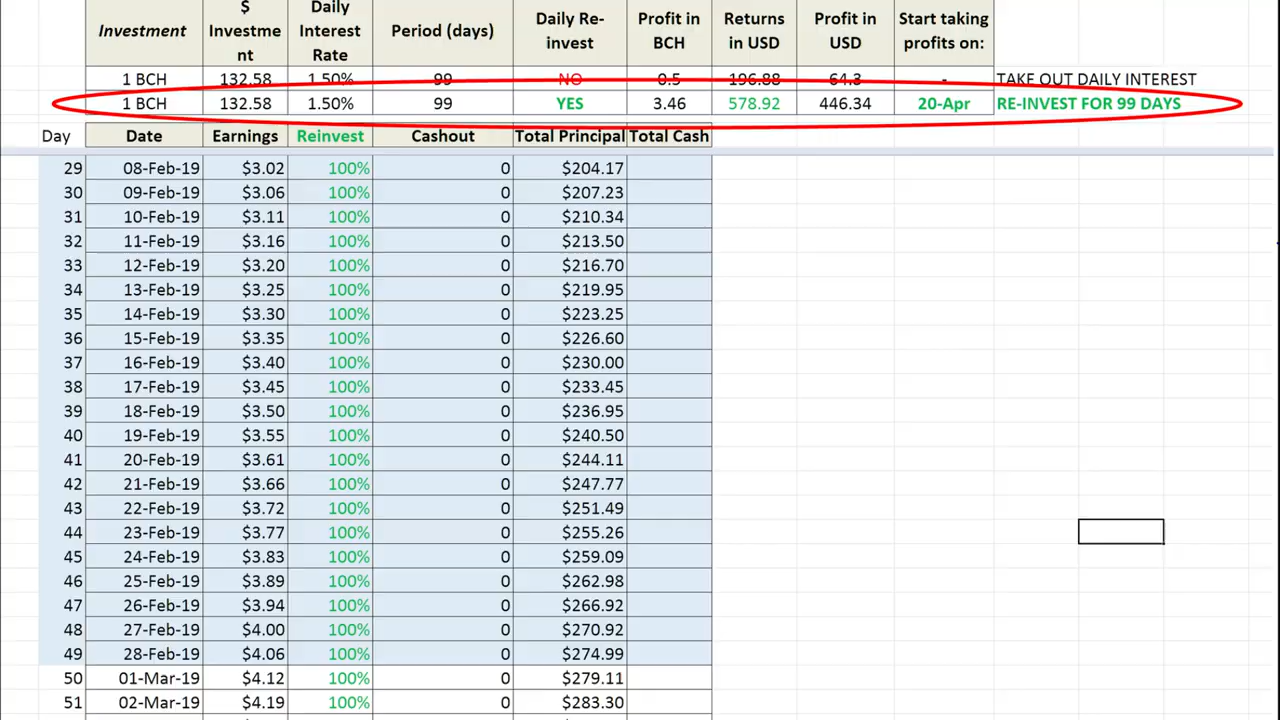 Investment $ Investme nt Daily Interest Rate Period (days) Daily Re-invest Profit in BCH Returns in USD Profit in USD Start taking profits on:
1 BCH 132.58 1.50% 99 NO 0.5 196.88 64.3 - TAKE OUT DAILY INTEREST
1 BCH 132.58 1.50% 99 YES 3.46 578.92 446.34 20-Apr RE-INVEST FOR 99 DAYS
Day Date Earnings Reinvest Cashout Total Principal Total Cash
29 08-Feb-19 $3.02 100% 0 $204.17
30 09-Feb-19 $3.06 100% 0 $207.23
31 10-Feb-19 $3.11 100% 0 $210.34
32 11-Feb-19 $3.16 100% 0 $213.50
33 12-Feb-19 $3.20 100% 0 $216.70
34 13-Feb-19 $3.25 100% 0 $219.95
35 14-Feb-19 $3.30 100% 0 $223.25
36 15-Feb-19 $3.35 100% 0 $226.60
37 16-Feb-19 $3.40 100% 0 $230.00
38 17-Feb-19 $3.45 100% 0 $233.45
39 18-Feb-19 $3.50 100% 0 $236.95
40 19-Feb-19 $3.55 100% 0 $240.50
41 20-Feb-19 $3.61 100% 0 $244.11
42 21-Feb-19 $3.66 100% 0 $247.77
43 22-Feb-19 $3.72 100% 0 $251.49
44 23-Feb-19 $3.77 100% 0 $255.26
45 24-Feb-19 $3.83 100% 0 $259.09
46 25-Feb-19 $3.89 100% 0 $262.98
47 26-Feb-19 $3.94 100% 0 $266.92
48 27-Feb-19 $4.00 100% 0 $270.92
49 28-Feb-19 $4.06 100% 0 $274.99
50 01-Mar-19 $4.12 100% 0 $279.11
51 02-Mar-19 $4.19 100% 0 $283.30